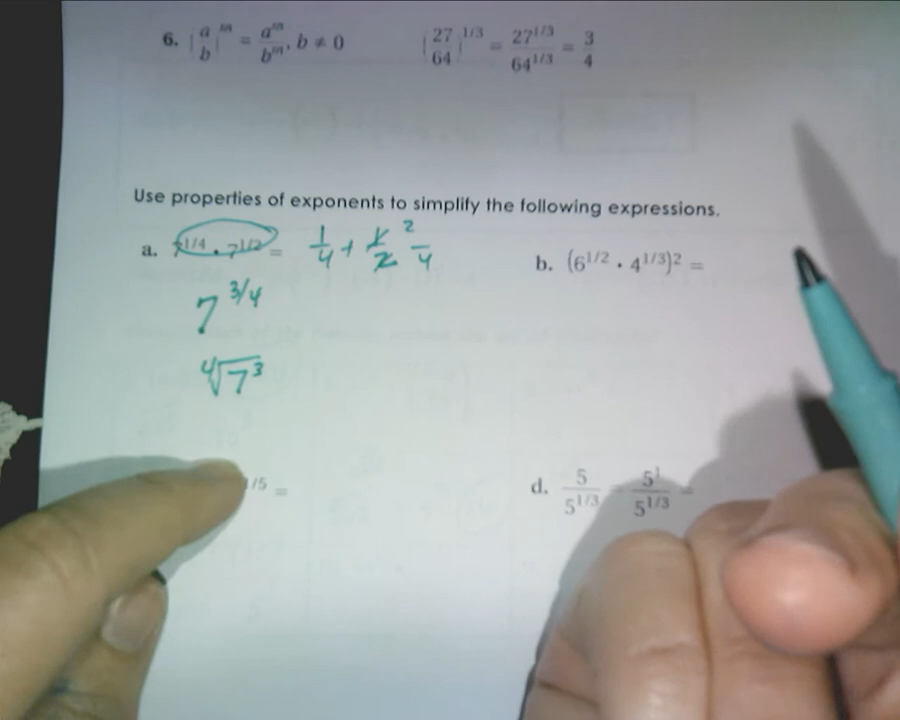 6. (a/b)^m = a^m/b^m, b ≠ 0 (27/64)^1/3 = 27^1/3/64^1/3 = 3/4
Use properties of exponents to simplify the following expressions.
a. 7^1/4 · 7^1/2 = 1/4 + 1/2 2/4
b. (6^1/2 · 4^1/3)^2 =
7^3/4
⁴√7³
1/5 =
d. 5/5^1/3 = 5^1/5^1/3 =